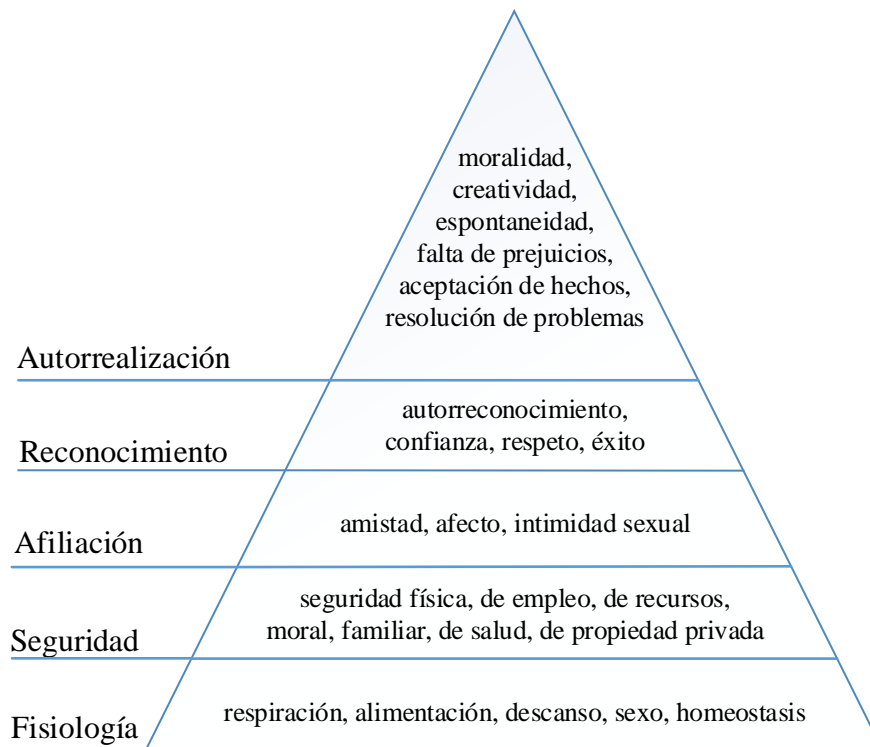 moralidad,
creatividad,
espontaneidad,
falta de prejuicios,
aceptación de hechos,
resolución de problemas
Autorrealización
autorreconocimiento,
confianza, respeto, éxito
Reconocimiento
amistad, afecto, intimidad sexual
Afiliación
seguridad física, de empleo, de recursos,
moral, familiar, de salud, de propiedad privada
Seguridad
respiración, alimentación, descanso, sexo, homeostasis
Fisiología